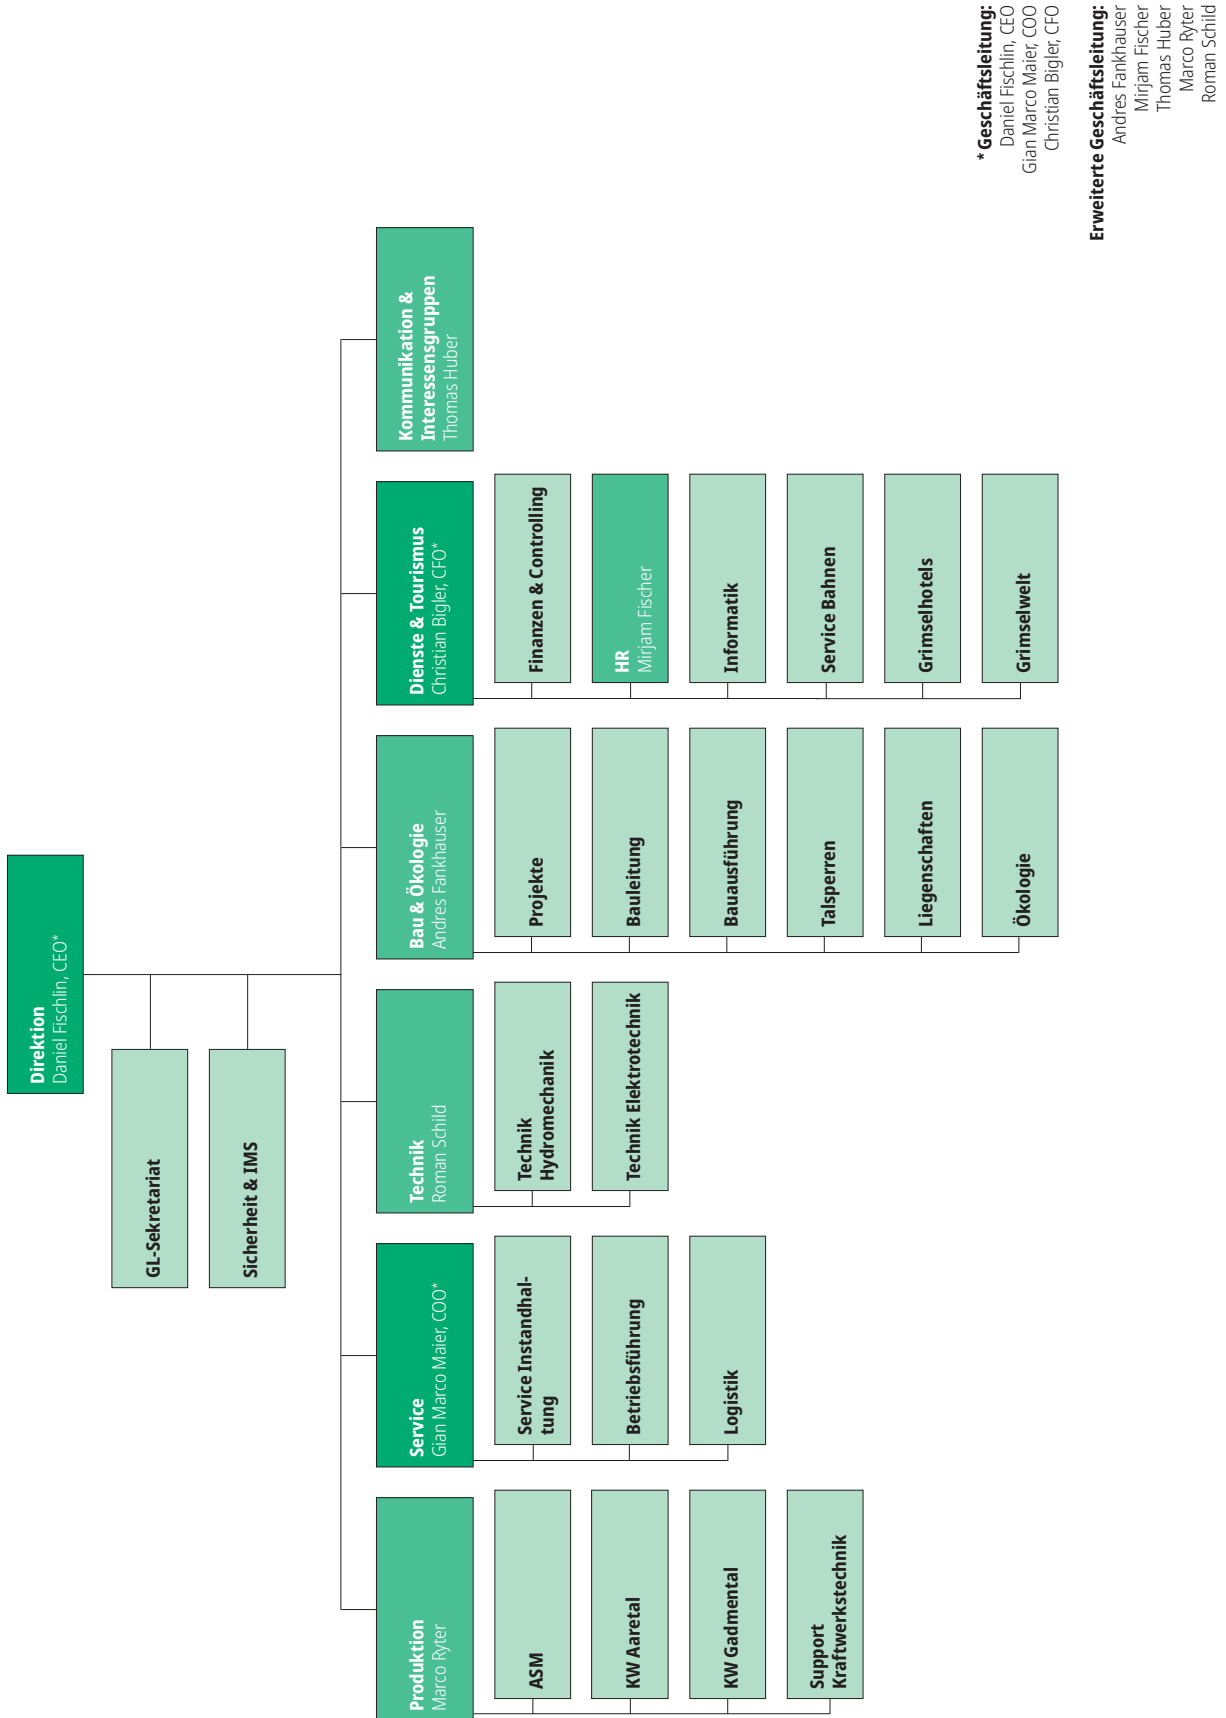 Direktion
Daniel Fischlin, CEO*
GL-Sekretariat
Sicherheit & IMS
Produktion
Marco Ryter
ASM
KW Aaretal
KW Gadmental
Support
Kraftwerkstechnik
Service
Gian Marco Maier, COO*
Service Instandhal-
tung
Betriebsführung
Logistik
Technik
Roman Schild
Technik
Hydromechanik
Technik Elektrotechnik
Bau & Ökologie
Andres Fankhauser
Projekte
Bauleitung
Bauausführung
Talsperren
Liegenschaften
Ökologie
Dienste & Tourismus
Christian Bigler, CFO*
Finanzen & Controlling
HR
Mirjam Fischer
Informatik
Service Bahnen
Grimselhotels
Grimselwelt
Kommunikation &
Interessensgruppen
Thomas Huber
* Geschäftsleitung:
Daniel Fischlin, CEO
Gian Marco Maier, COO
Christian Bigler, CFO
Erweiterte Geschäftsleitung:
Andres Fankhauser
Mirjam Fischer
Thomas Huber
Marco Ryter
Roman Schild